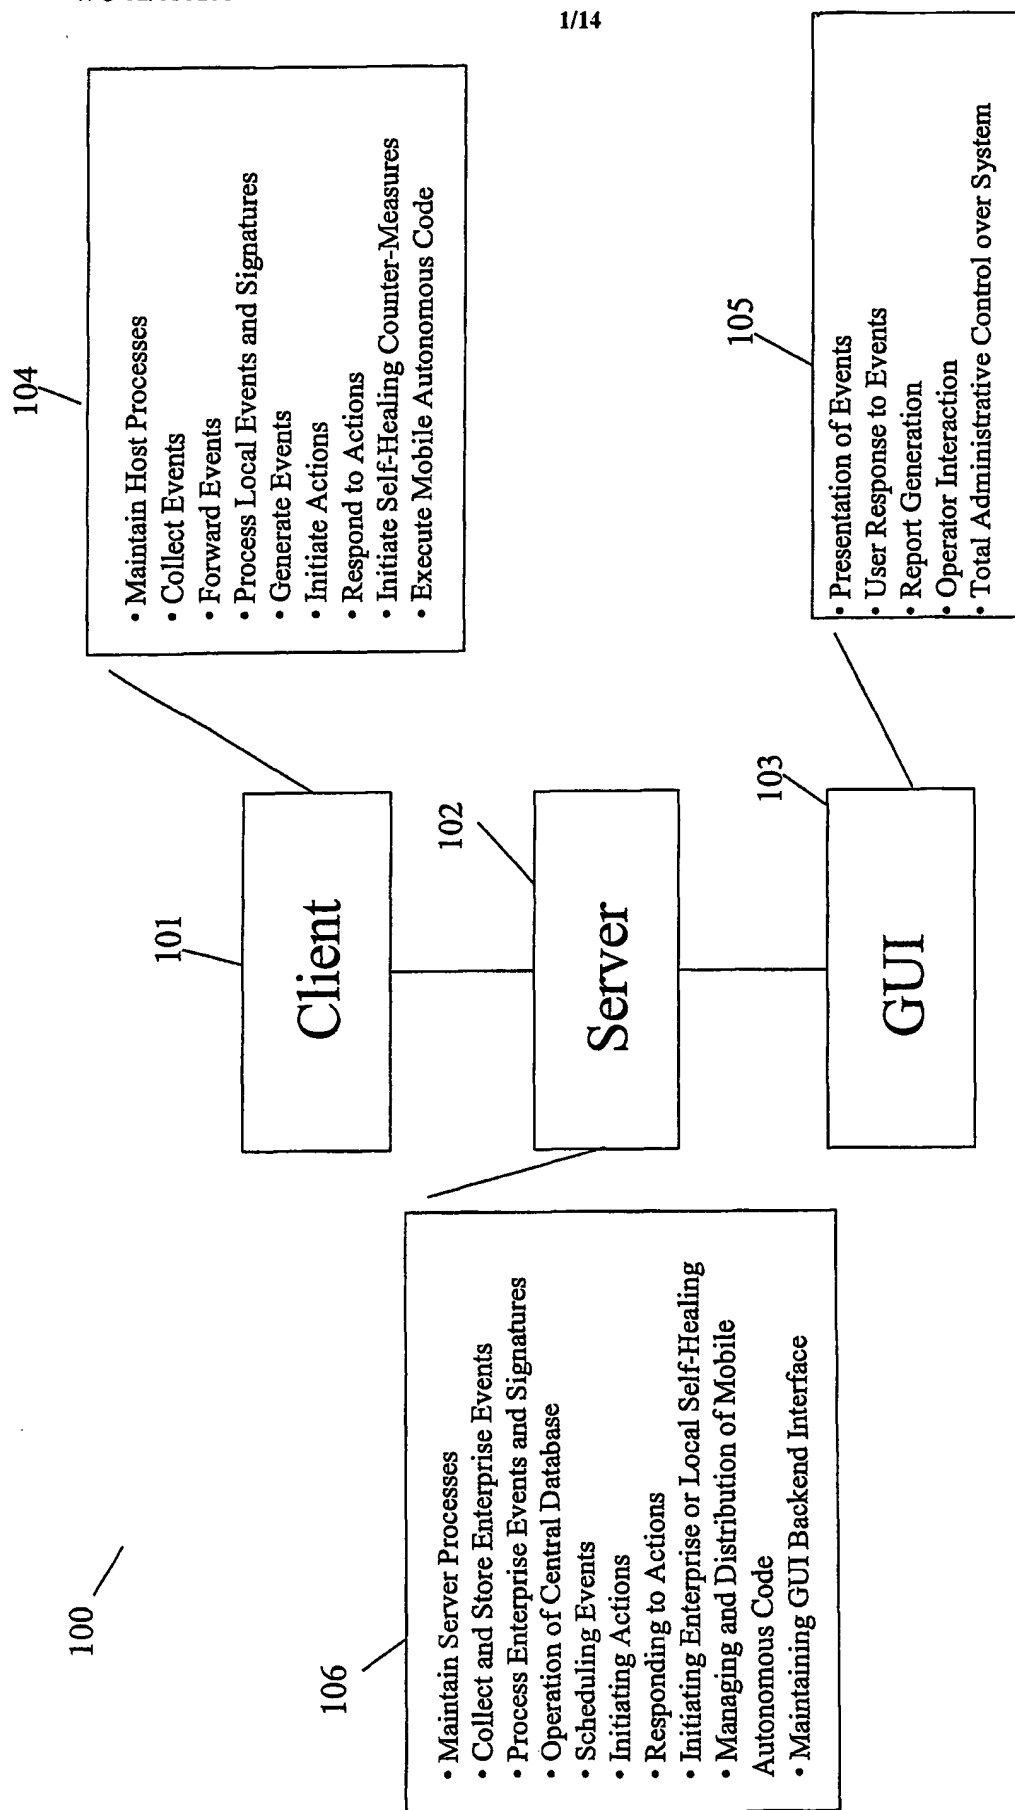 1/14
100
101
Client
102
Server
103
GUI
104
• Maintain Host Processes
• Collect Events
• Forward Events
• Process Local Events and Signatures
• Generate Events
• Initiate Actions
• Respond to Actions
• Initiate Self-Healing Counter-Measures
• Execute Mobile Autonomous Code
106
• Maintain Server Processes
• Collect and Store Enterprise Events
• Process Enterprise Events and Signatures
• Operation of Central Database
• Scheduling Events
• Initiating Actions
• Responding to Actions
• Initiating Enterprise or Local Self-Healing
• Managing and Distribution of Mobile
Autonomous Code
• Maintaining GUI Backend Interface
105
• Presentation of Events
• User Response to Events
• Report Generation
• Operator Interaction
• Total Administrative Control over System